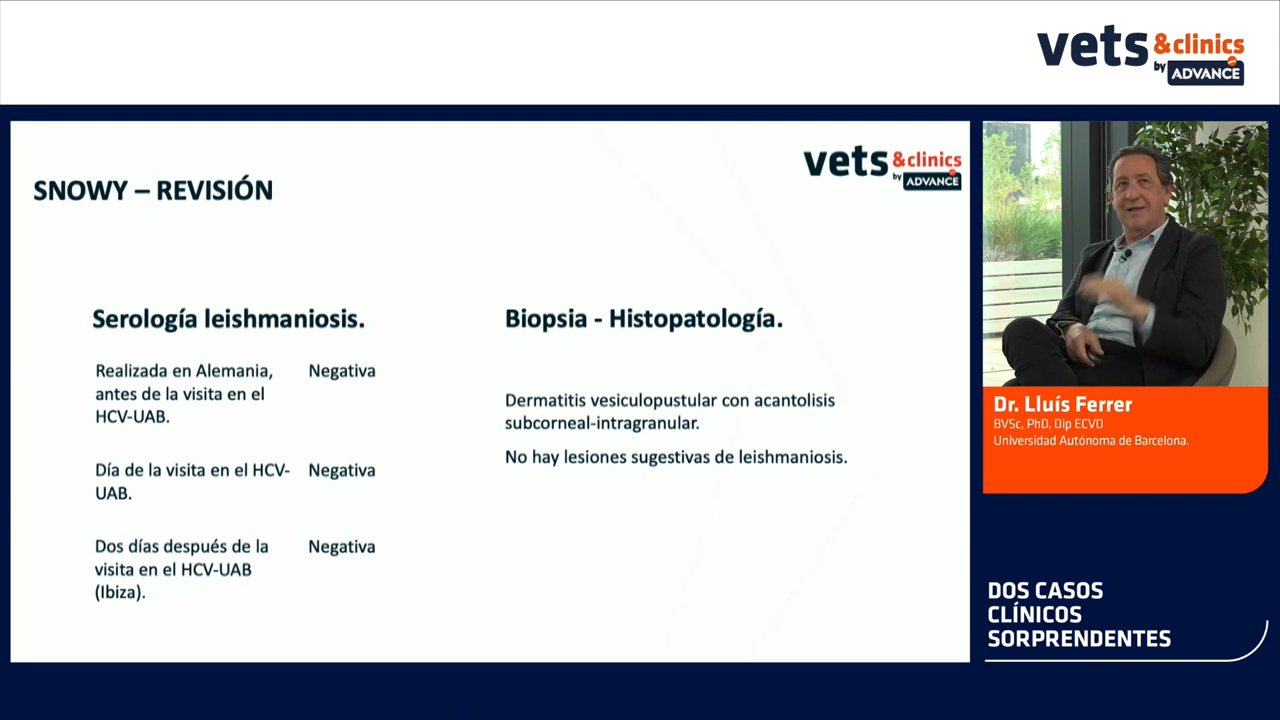 vets &clinics
by ADVANCE
vets &clinics
by ADVANCE
SNOWY – REVISIÓN
Serología leishmaniosis.
Realizada en Alemania, Negativa
antes de la visita en el
HCV-UAB.
Día de la visita en el HCV- Negativa
UAB.
Dos días después de la Negativa
visita en el HCV-UAB
(Ibiza).
Biopsia - Histopatología.
Dermatitis vesiculopustular con acantolisis
subcorneal-intragranular.
No hay lesiones sugestivas de leishmaniosis.
Dr. Lluís Ferrer
BVSc, PhD, Dip ECVD
Universidad Autónoma de Barcelona.
DOS CASOS
CLÍNICOS
SORPRENDENTES